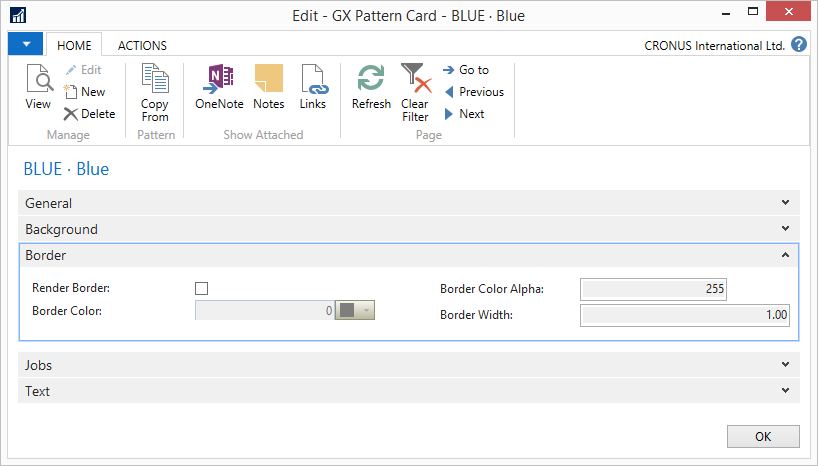 Edit - GX Pattern Card - BLUE · Blue
HOME ACTIONS CRONUS International Ltd. ?
View Edit New Delete
Manage
Copy From
Pattern
OneNote Notes Links
Show Attached
Refresh Clear Filter Go to Previous Next
Page
BLUE · Blue
General
Background
Border
Render Border:
Border Color Alpha: 255
Border Color: 0
Border Width: 1.00
Jobs
Text
OK